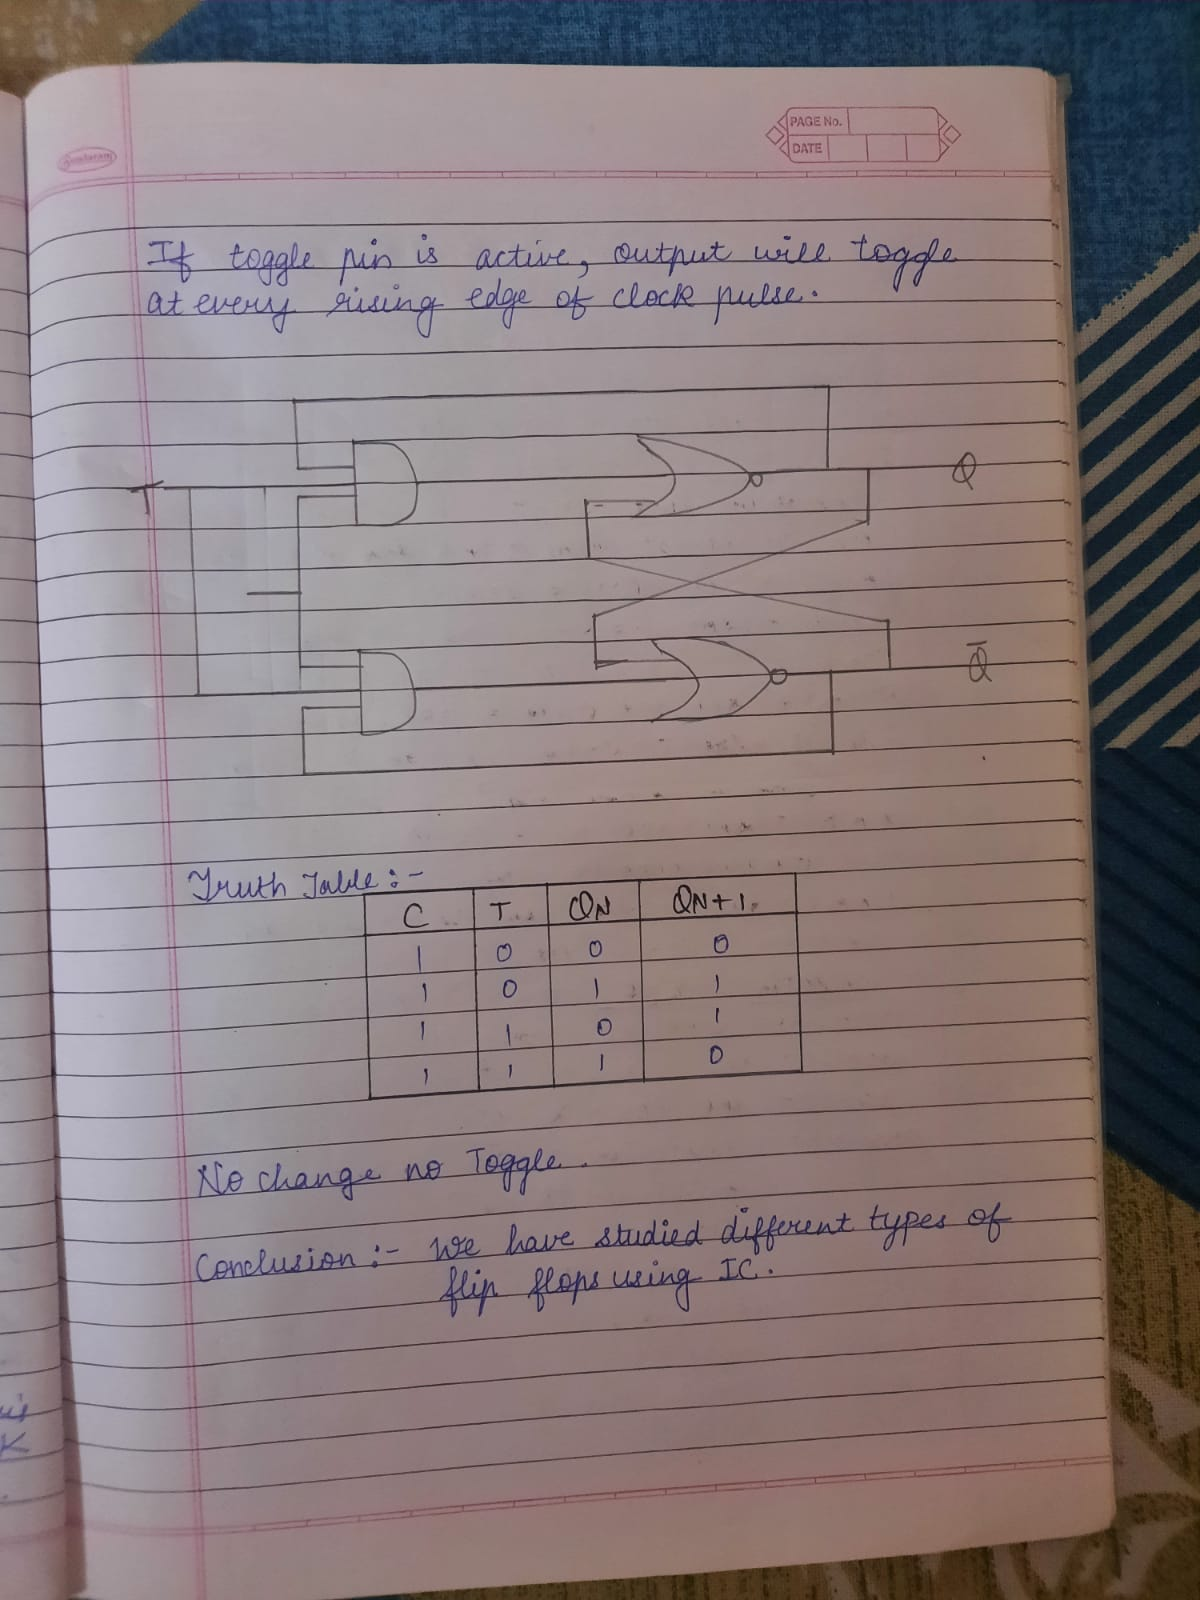 Sundaram
PAGE No.
DATE
If toggle pin is active, output will toggle
at every rising edge of clock pulse.
T
Q
Q̄
Truth Table :-
C T QN QN+1
1 0 0 0
1 0 1 1
1 1 0 1
1 1 1 0
No change no Toggle.
Conclusion :- We have studied different types of
flip flops using IC.